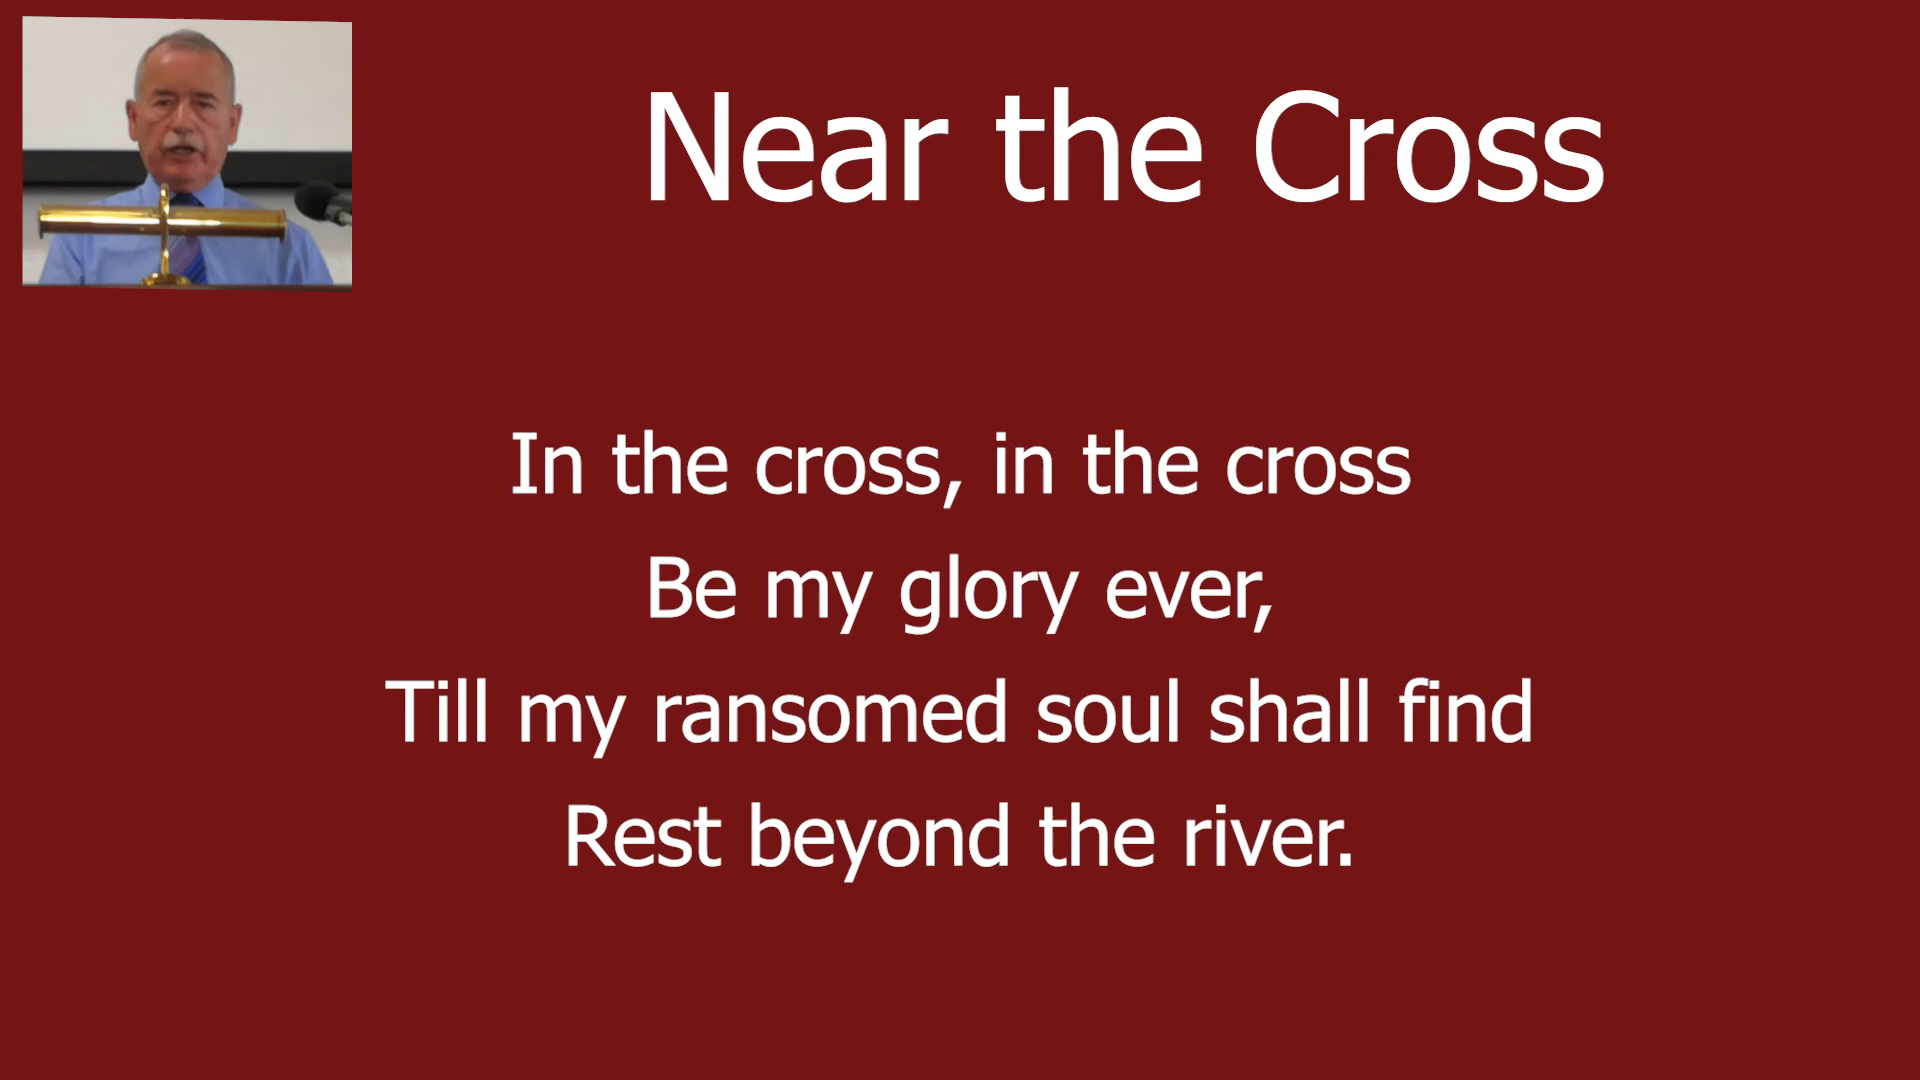 Near the Cross
In the cross, in the cross
Be my glory ever,
Till my ransomed soul shall find
Rest beyond the river.